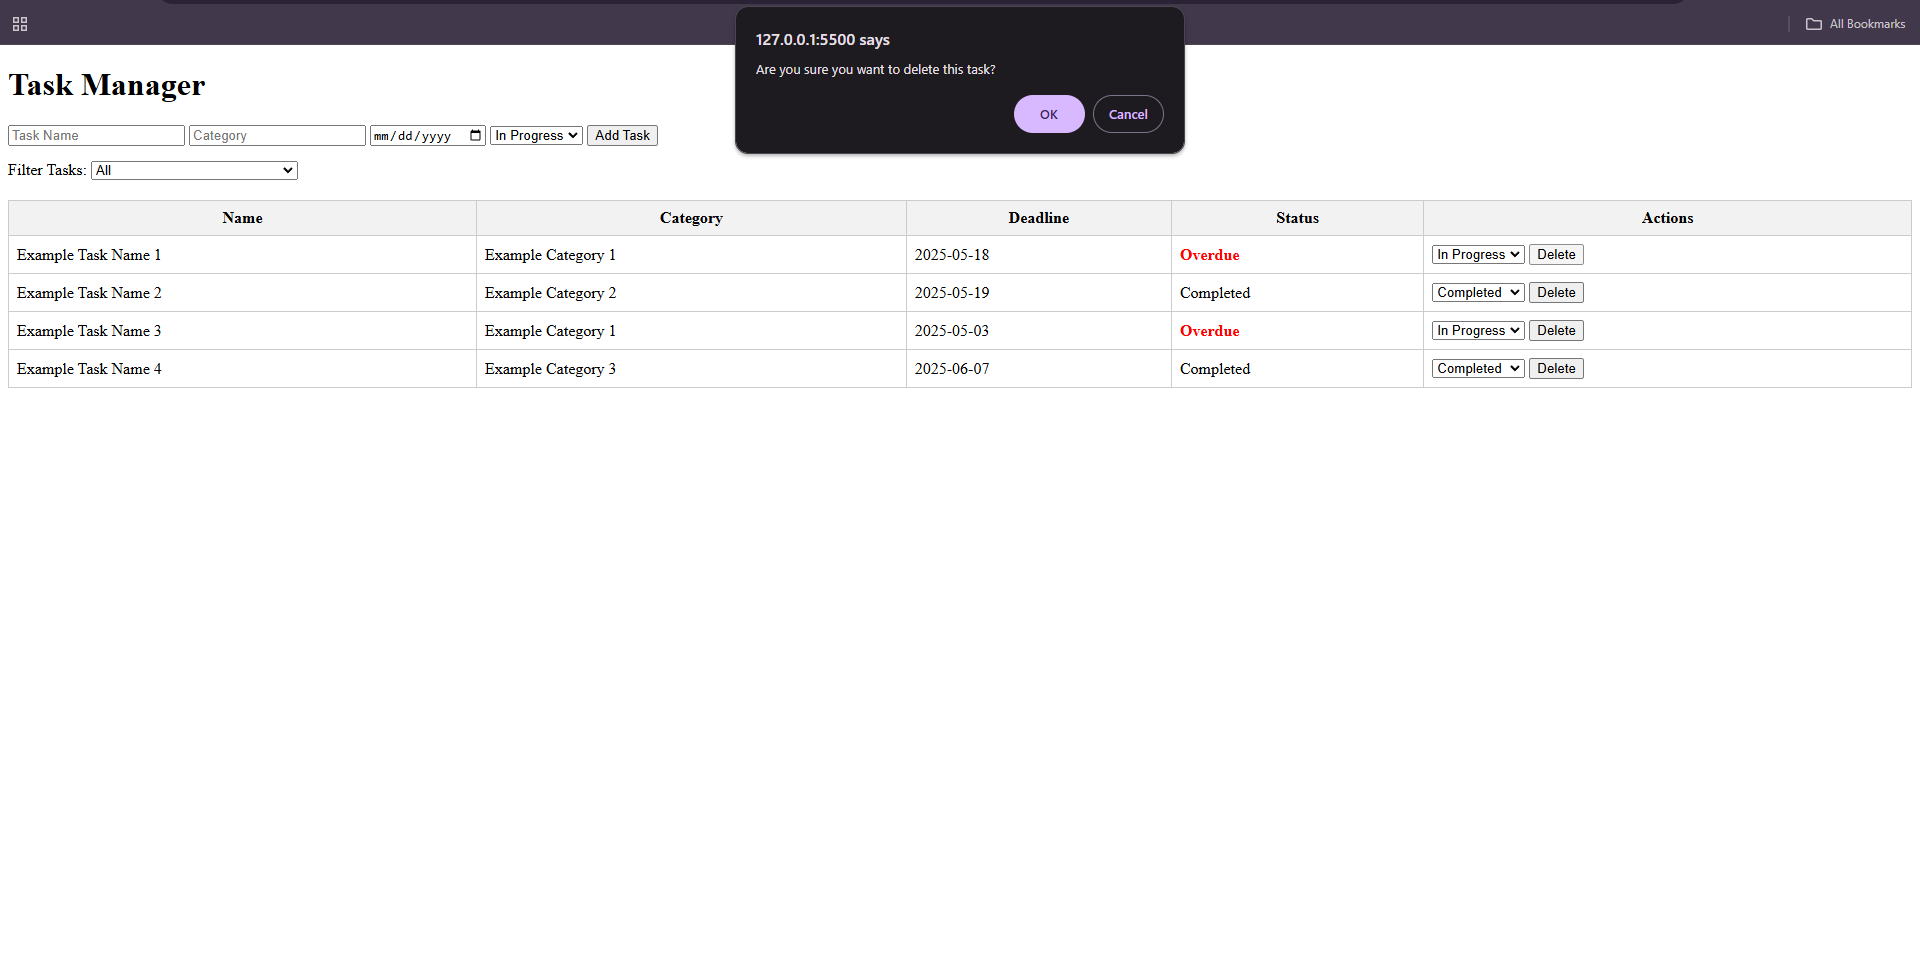 All Bookmarks
127.0.0.1:5500 says
Are you sure you want to delete this task?
OK Cancel
Task Manager
Task Name Category mm/dd/yyyy In Progress Add Task
Filter Tasks: All
Name Category Deadline Status Actions
Example Task Name 1 Example Category 1 2025-05-18 Overdue In Progress Delete
Example Task Name 2 Example Category 2 2025-05-19 Completed Completed Delete
Example Task Name 3 Example Category 1 2025-05-03 Overdue In Progress Delete
Example Task Name 4 Example Category 3 2025-06-07 Completed Completed Delete